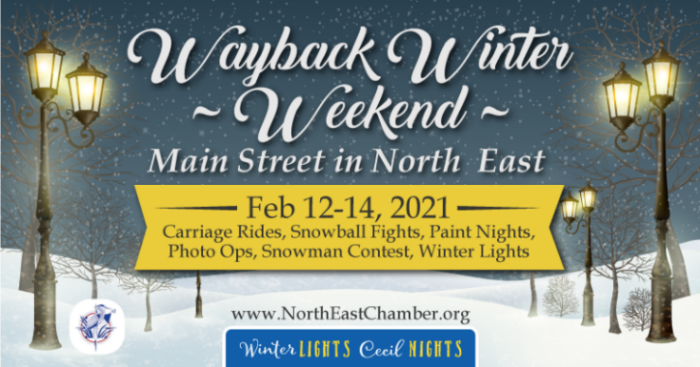 Wayback Winter
~ Weekend ~
Main Street in North East
Feb 12-14, 2021
Carriage Rides, Snowball Fights, Paint Nights,
Photo Ops, Snowman Contest, Winter Lights
www.NorthEastChamber.org
Winter LIGHTS Cecil NIGHTS